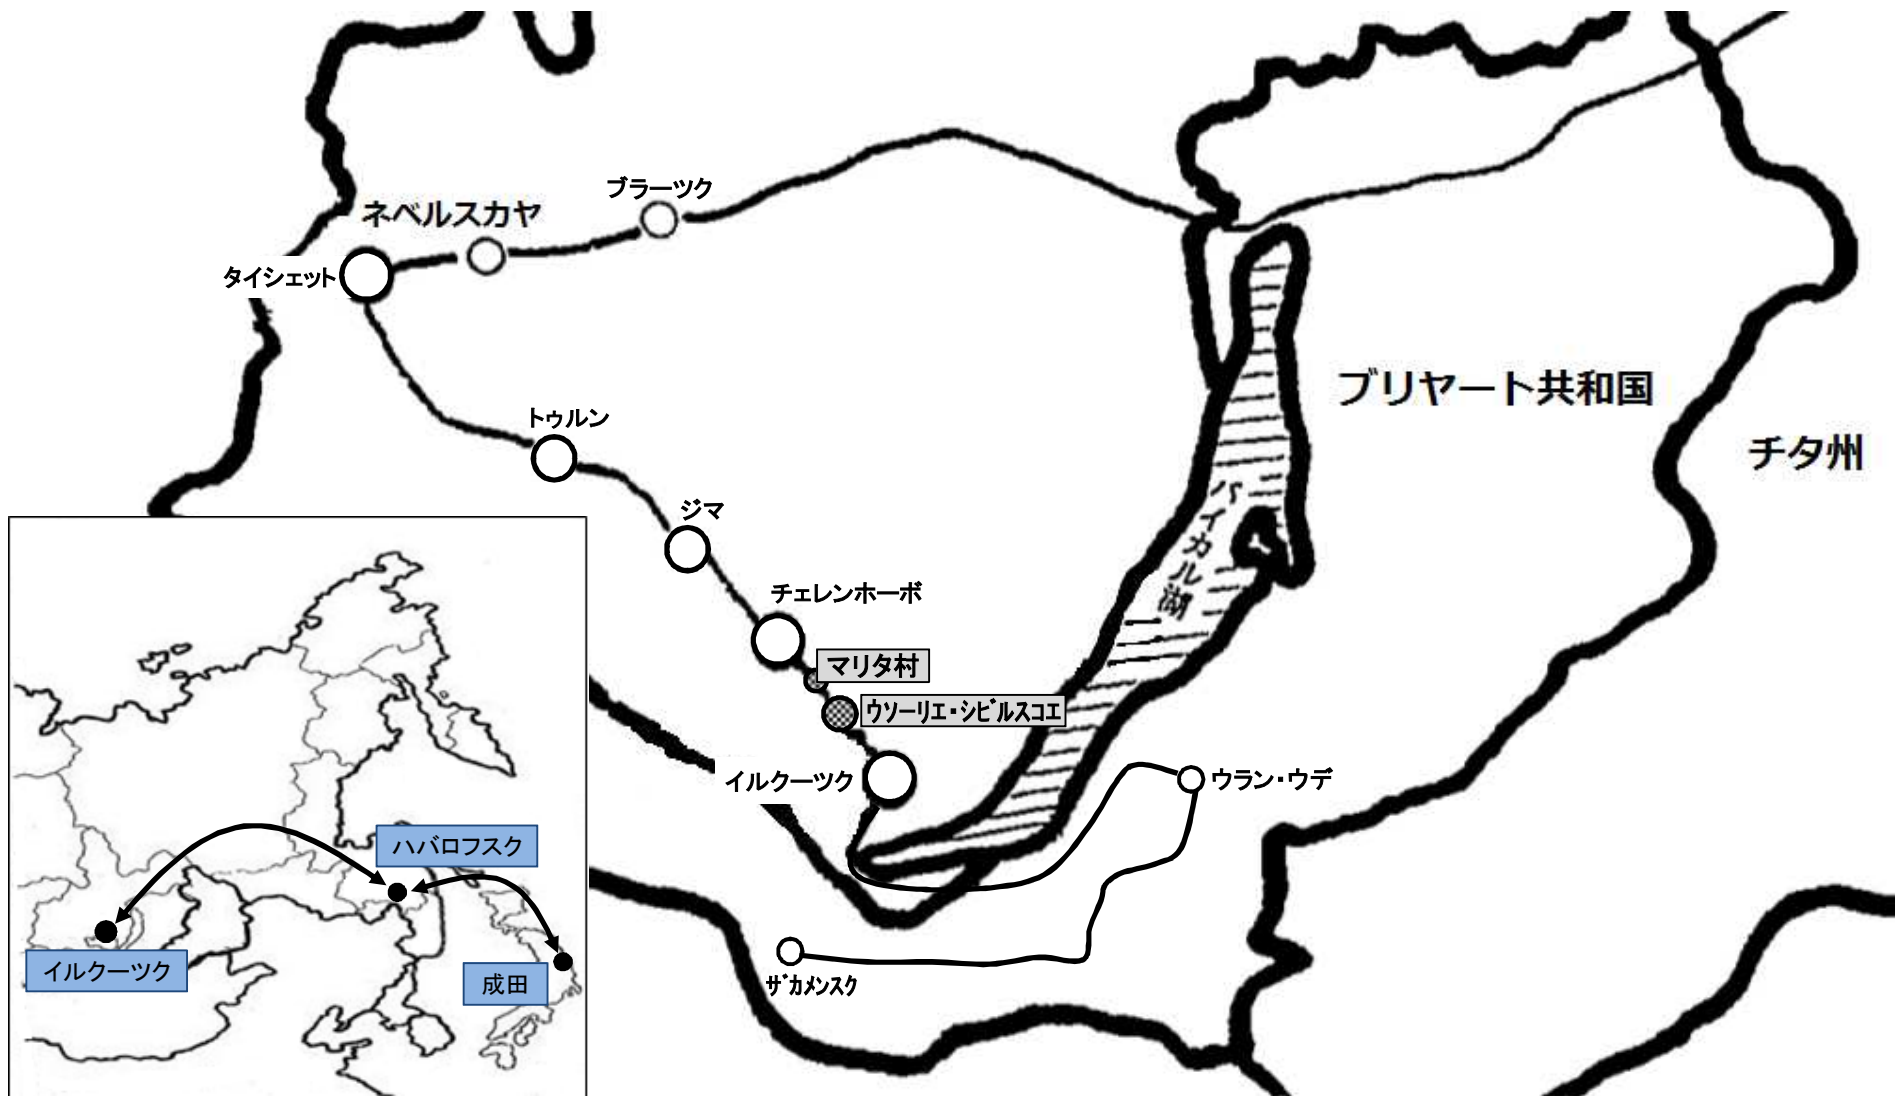 ブラーツク
ネベルスカヤ
タイシェット
ブリヤート共和国
トゥルン
チタ州
ジマ
バイカル湖
チェレンホーボ
マリタ村
ウソーリエ・シビルスコエ
イルクーツク
ウラン・ウデ
ザカメンスク
ハバロフスク
イルクーツク
成田